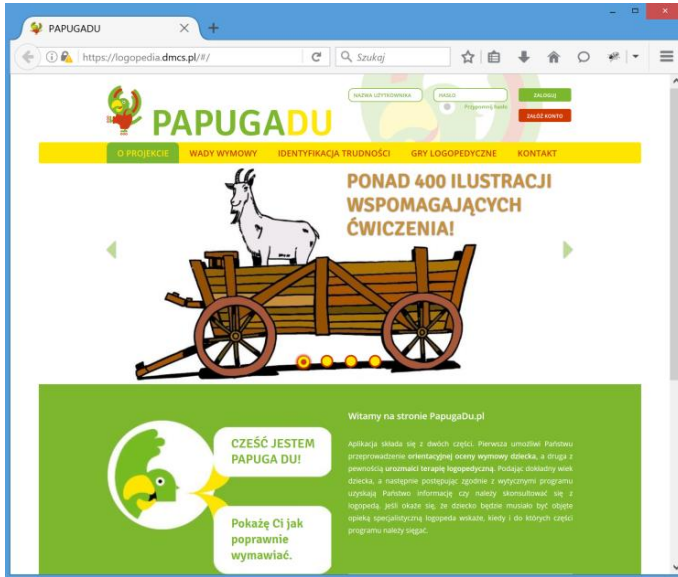 PAPUGADU
https://logopedia.dmcs.pl/#/
Szukaj
PAPUGADU
NAZWA UŻYTKOWNIKA
HASŁO
ZALOGUJ
Przypomnij hasło
ZAŁÓŻ KONTO
O PROJEKCIE WADY WYMOWY IDENTYFIKACJA TRUDNOŚCI GRY LOGOPEDYCZNE KONTAKT
PONAD 400 ILUSTRACJI
WSPOMAGAJĄCYCH
ĆWICZENIA!
CZEŚĆ JESTEM
PAPUGA DU!
Pokażę Ci jak
poprawnie
wymawiać.
Witamy na stronie PapugaDu.pl
Aplikacja składa się z dwóch części. Pierwsza umożliwi Państwu
przeprowadzenie orientacyjnej oceny wymowy dziecka, a druga z
pewnością urozmaici terapię logopedyczną. Podając dokładny wiek
dziecka, a następnie postępując zgodnie z wytycznymi programu
uzyskają Państwo informację czy należy skonsultować się z
logopedą. Jeśli okaże się, że dziecko będzie musiało być objęte
opieką specjalistyczną logopeda wskaże, kiedy i do których części
programu należy sięgać.